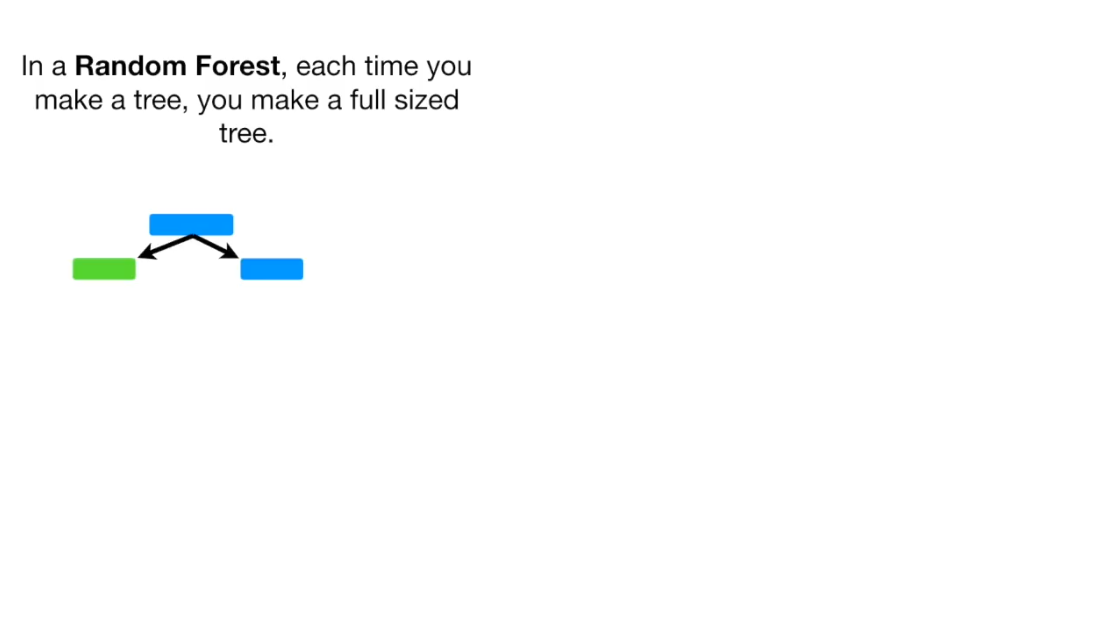 In a Random Forest, each time you
make a tree, you make a full sized
tree.